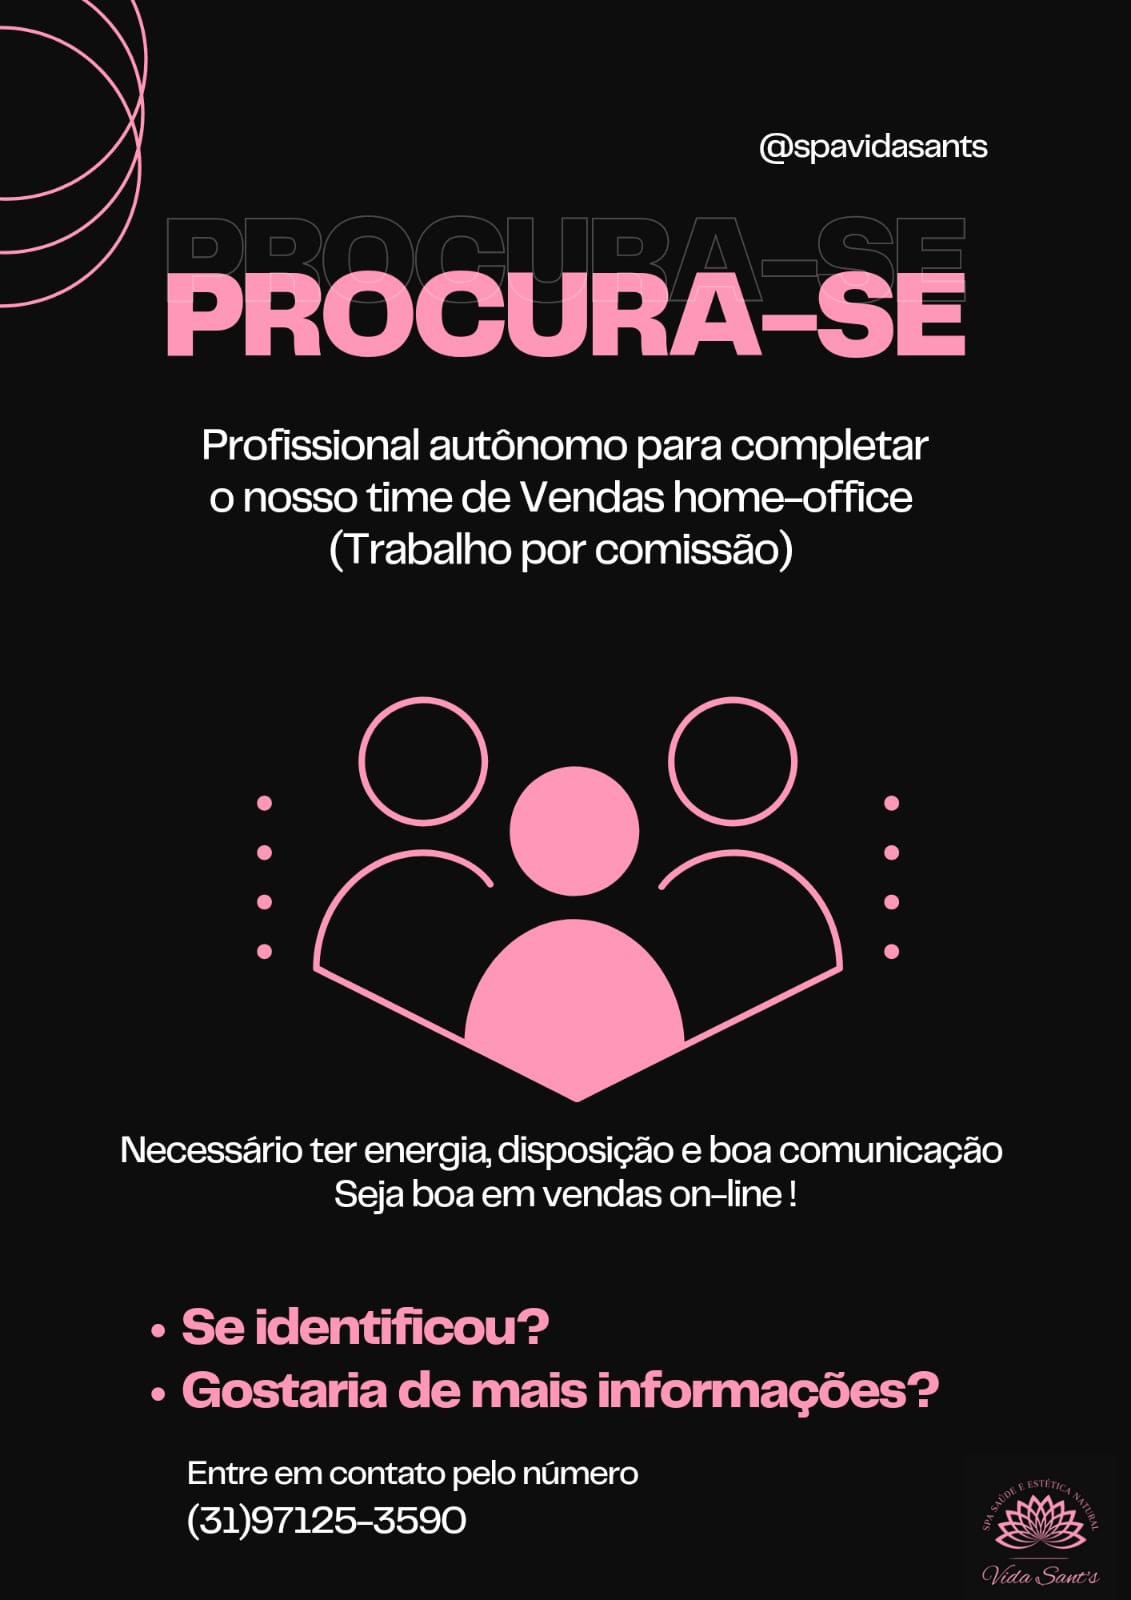 @spavidasants
PROCURA-SE
PROCURA-SE
Profissional autônomo para completar
o nosso time de Vendas home-office
(Trabalho por comissão)
Necessário ter energia, disposição e boa comunicação
Seja boa em vendas on-line !
• Se identificou?
• Gostaria de mais informações?
Entre em contato pelo número
(31)97125-3590
SPA SAÚDE E ESTÉTICA NATURAL
Vida Sant's